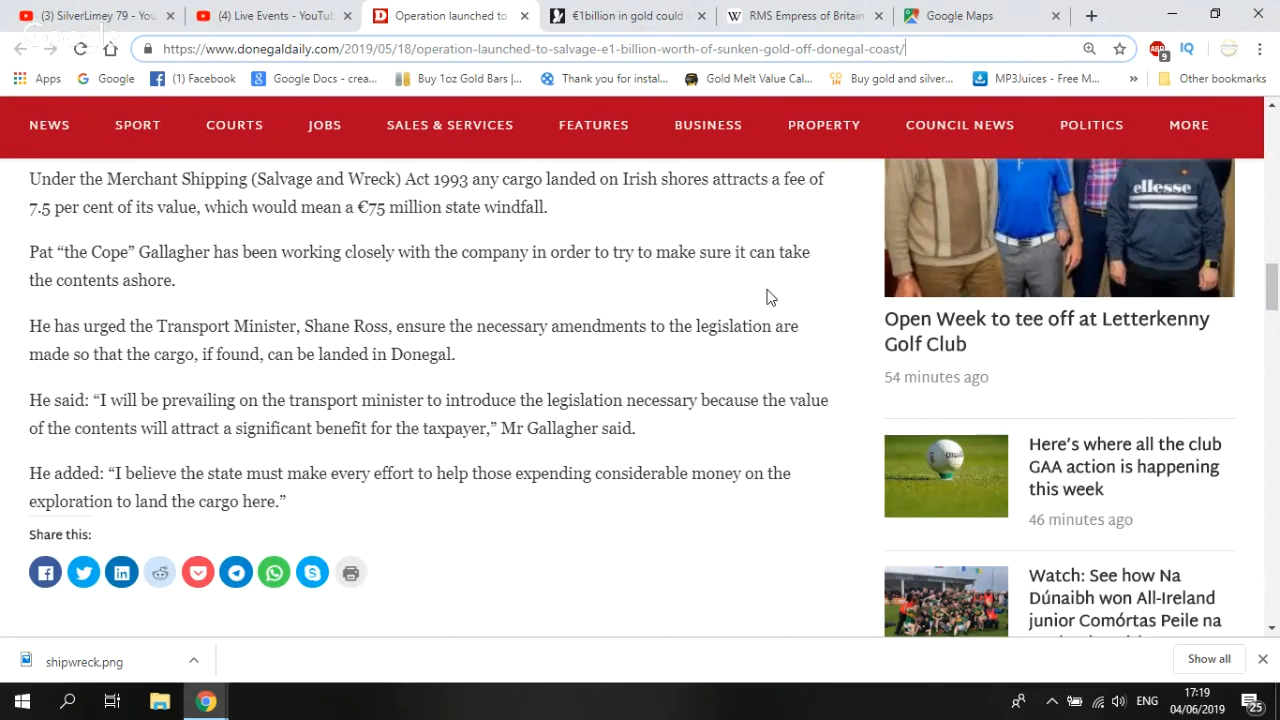 (3) SilverLimey 79 - You
(4) Live Events - YouTub
Operation launched to
€1billion in gold could
RMS Empress of Britain
Google Maps
https://www.donegaldaily.com/2019/05/18/operation-launched-to-salvage-e1-billion-worth-of-sunken-gold-off-donegal-coast/
ABP
9
IQ
Apps
Google
(1) Facebook
Google Docs - crea...
Buy 1oz Gold Bars |...
Thank you for instal...
Gold Melt Value Cal...
Buy gold and silver...
MP3Juices - Free M...
Other bookmarks
NEWS SPORT COURTS JOBS SALES & SERVICES FEATURES BUSINESS PROPERTY COUNCIL NEWS POLITICS MORE
Under the Merchant Shipping (Salvage and Wreck) Act 1993 any cargo landed on Irish shores attracts a fee of
7.5 per cent of its value, which would mean a €75 million state windfall.
Pat “the Cope” Gallagher has been working closely with the company in order to try to make sure it can take
the contents ashore.
He has urged the Transport Minister, Shane Ross, ensure the necessary amendments to the legislation are
made so that the cargo, if found, can be landed in Donegal.
He said: “I will be prevailing on the transport minister to introduce the legislation necessary because the value
of the contents will attract a significant benefit for the taxpayer,” Mr Gallagher said.
He added: “I believe the state must make every effort to help those expending considerable money on the
exploration to land the cargo here.”
Share this:
ellesse
Open Week to tee off at Letterkenny
Golf Club
54 minutes ago
Here’s where all the club
GAA action is happening
this week
46 minutes ago
Watch: See how Na
Dúnaibh won All-Ireland
junior Comórtas Peile na
shipwreck.png
Show all
ENG
17:19
04/06/2019
25